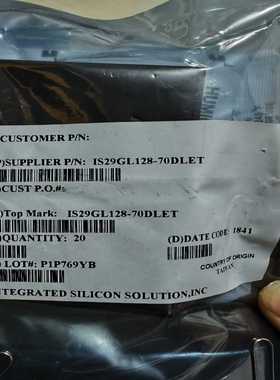 CUSTOMER P/N:
P)SUPPLIER P/N: IS29GL128-70DLET
)CUST P.O.#:
)Top Mark: IS29GL128-70DLET
)QUANTITY: 20
(D)DATE CODE: 1841
) LOT#: P1P769YB
COUNTRY OF ORIGIN
TAIWAN
NTEGRATED SILICON SOLUTION,INC